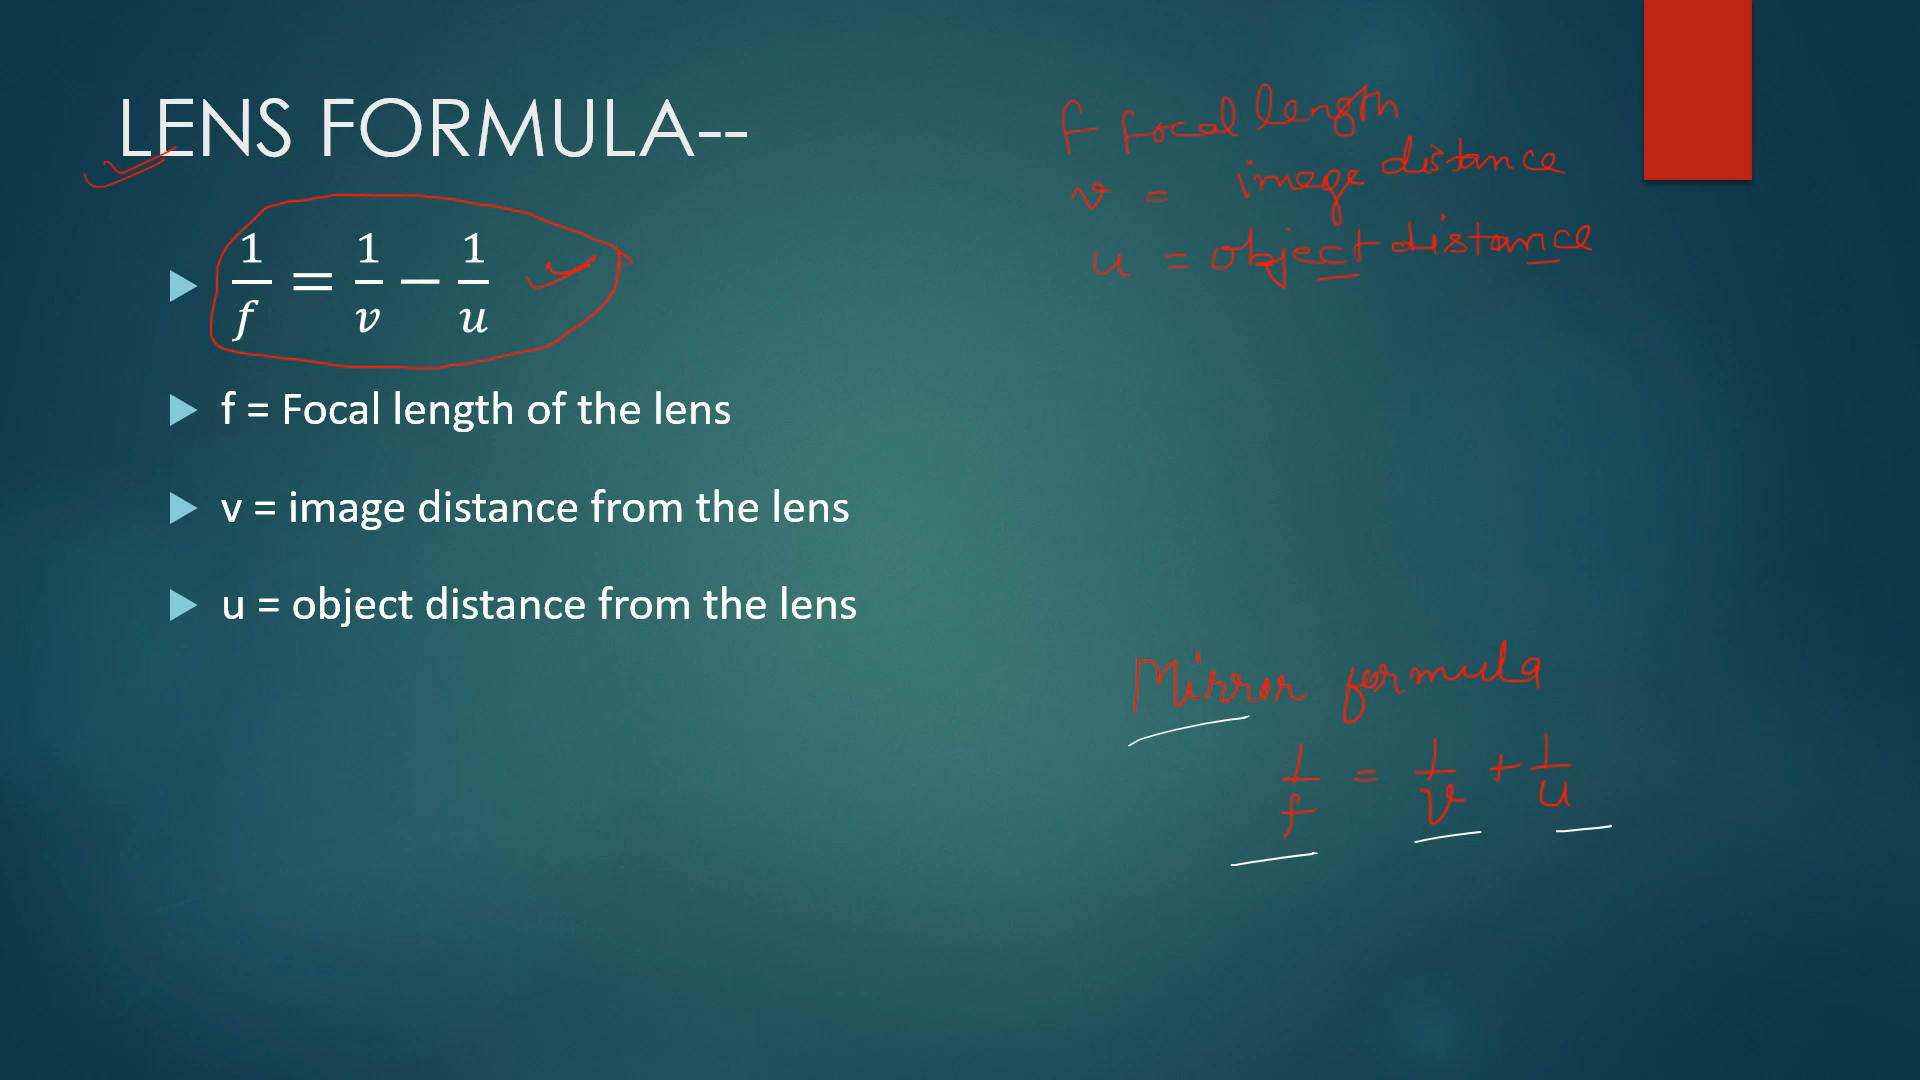 LENS FORMULA--
1/f = 1/v − 1/u
f = Focal length of the lens
v = image distance from the lens
u = object distance from the lens
f focal length
v = image distance
u = object distance
Mirror formula
1/f = 1/v + 1/u